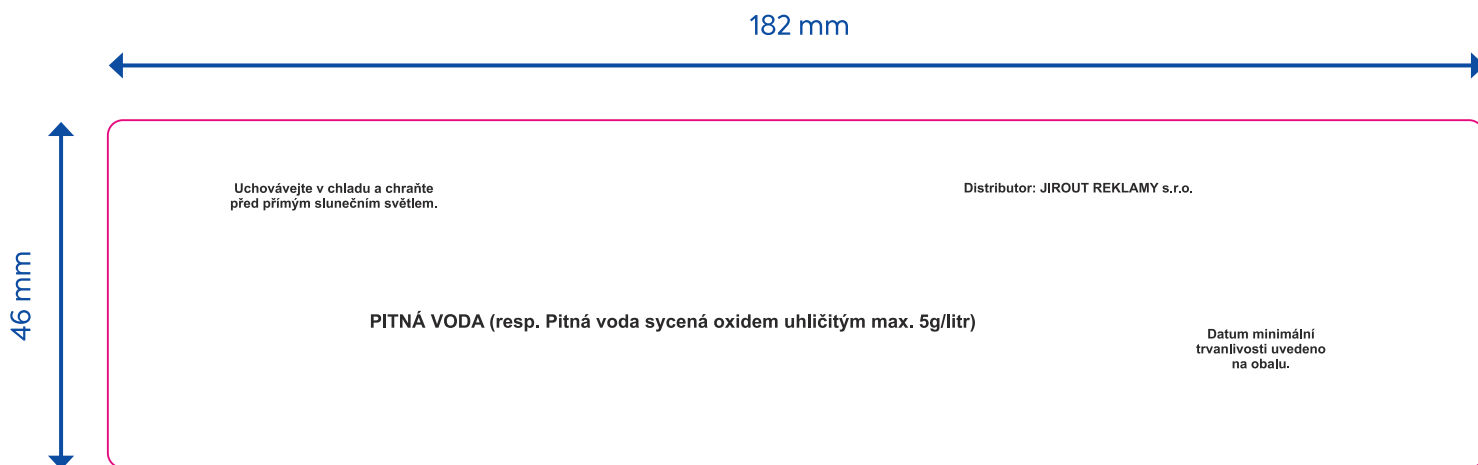 182 mm
46 mm
Uchovávejte v chladu a chraňte
před přímým slunečním světlem.
Distributor: JIROUT REKLAMY s.r.o.
PITNÁ VODA (resp. Pitná voda sycená oxidem uhličitým max. 5g/litr)
Datum minimální
trvanlivosti uvedeno
na obalu.